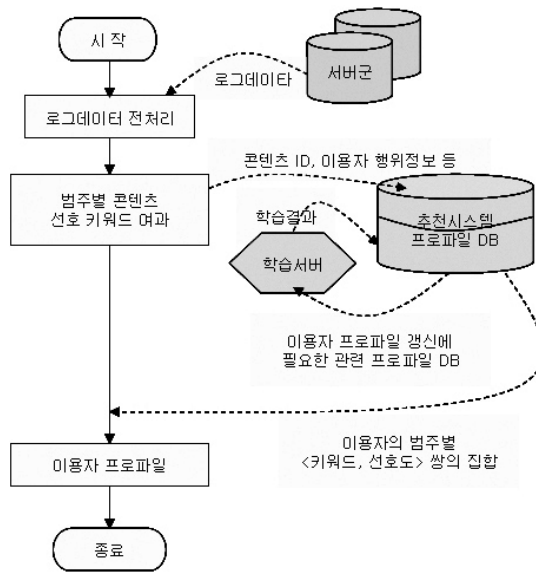 시 작
서버군
로그데이타
로그데이터 전처리
콘텐츠 ID, 이용자 행위정보 등
범주별 콘텐츠
선호 키워드 여과
학습결과
추천시스템
프로파일 DB
학습서버
이용자 프로파일 갱신에
필요한 관련 프로파일 DB
이용자의 범주별
<키워드, 선호도> 쌍의 집합
이용자 프로파일
종료